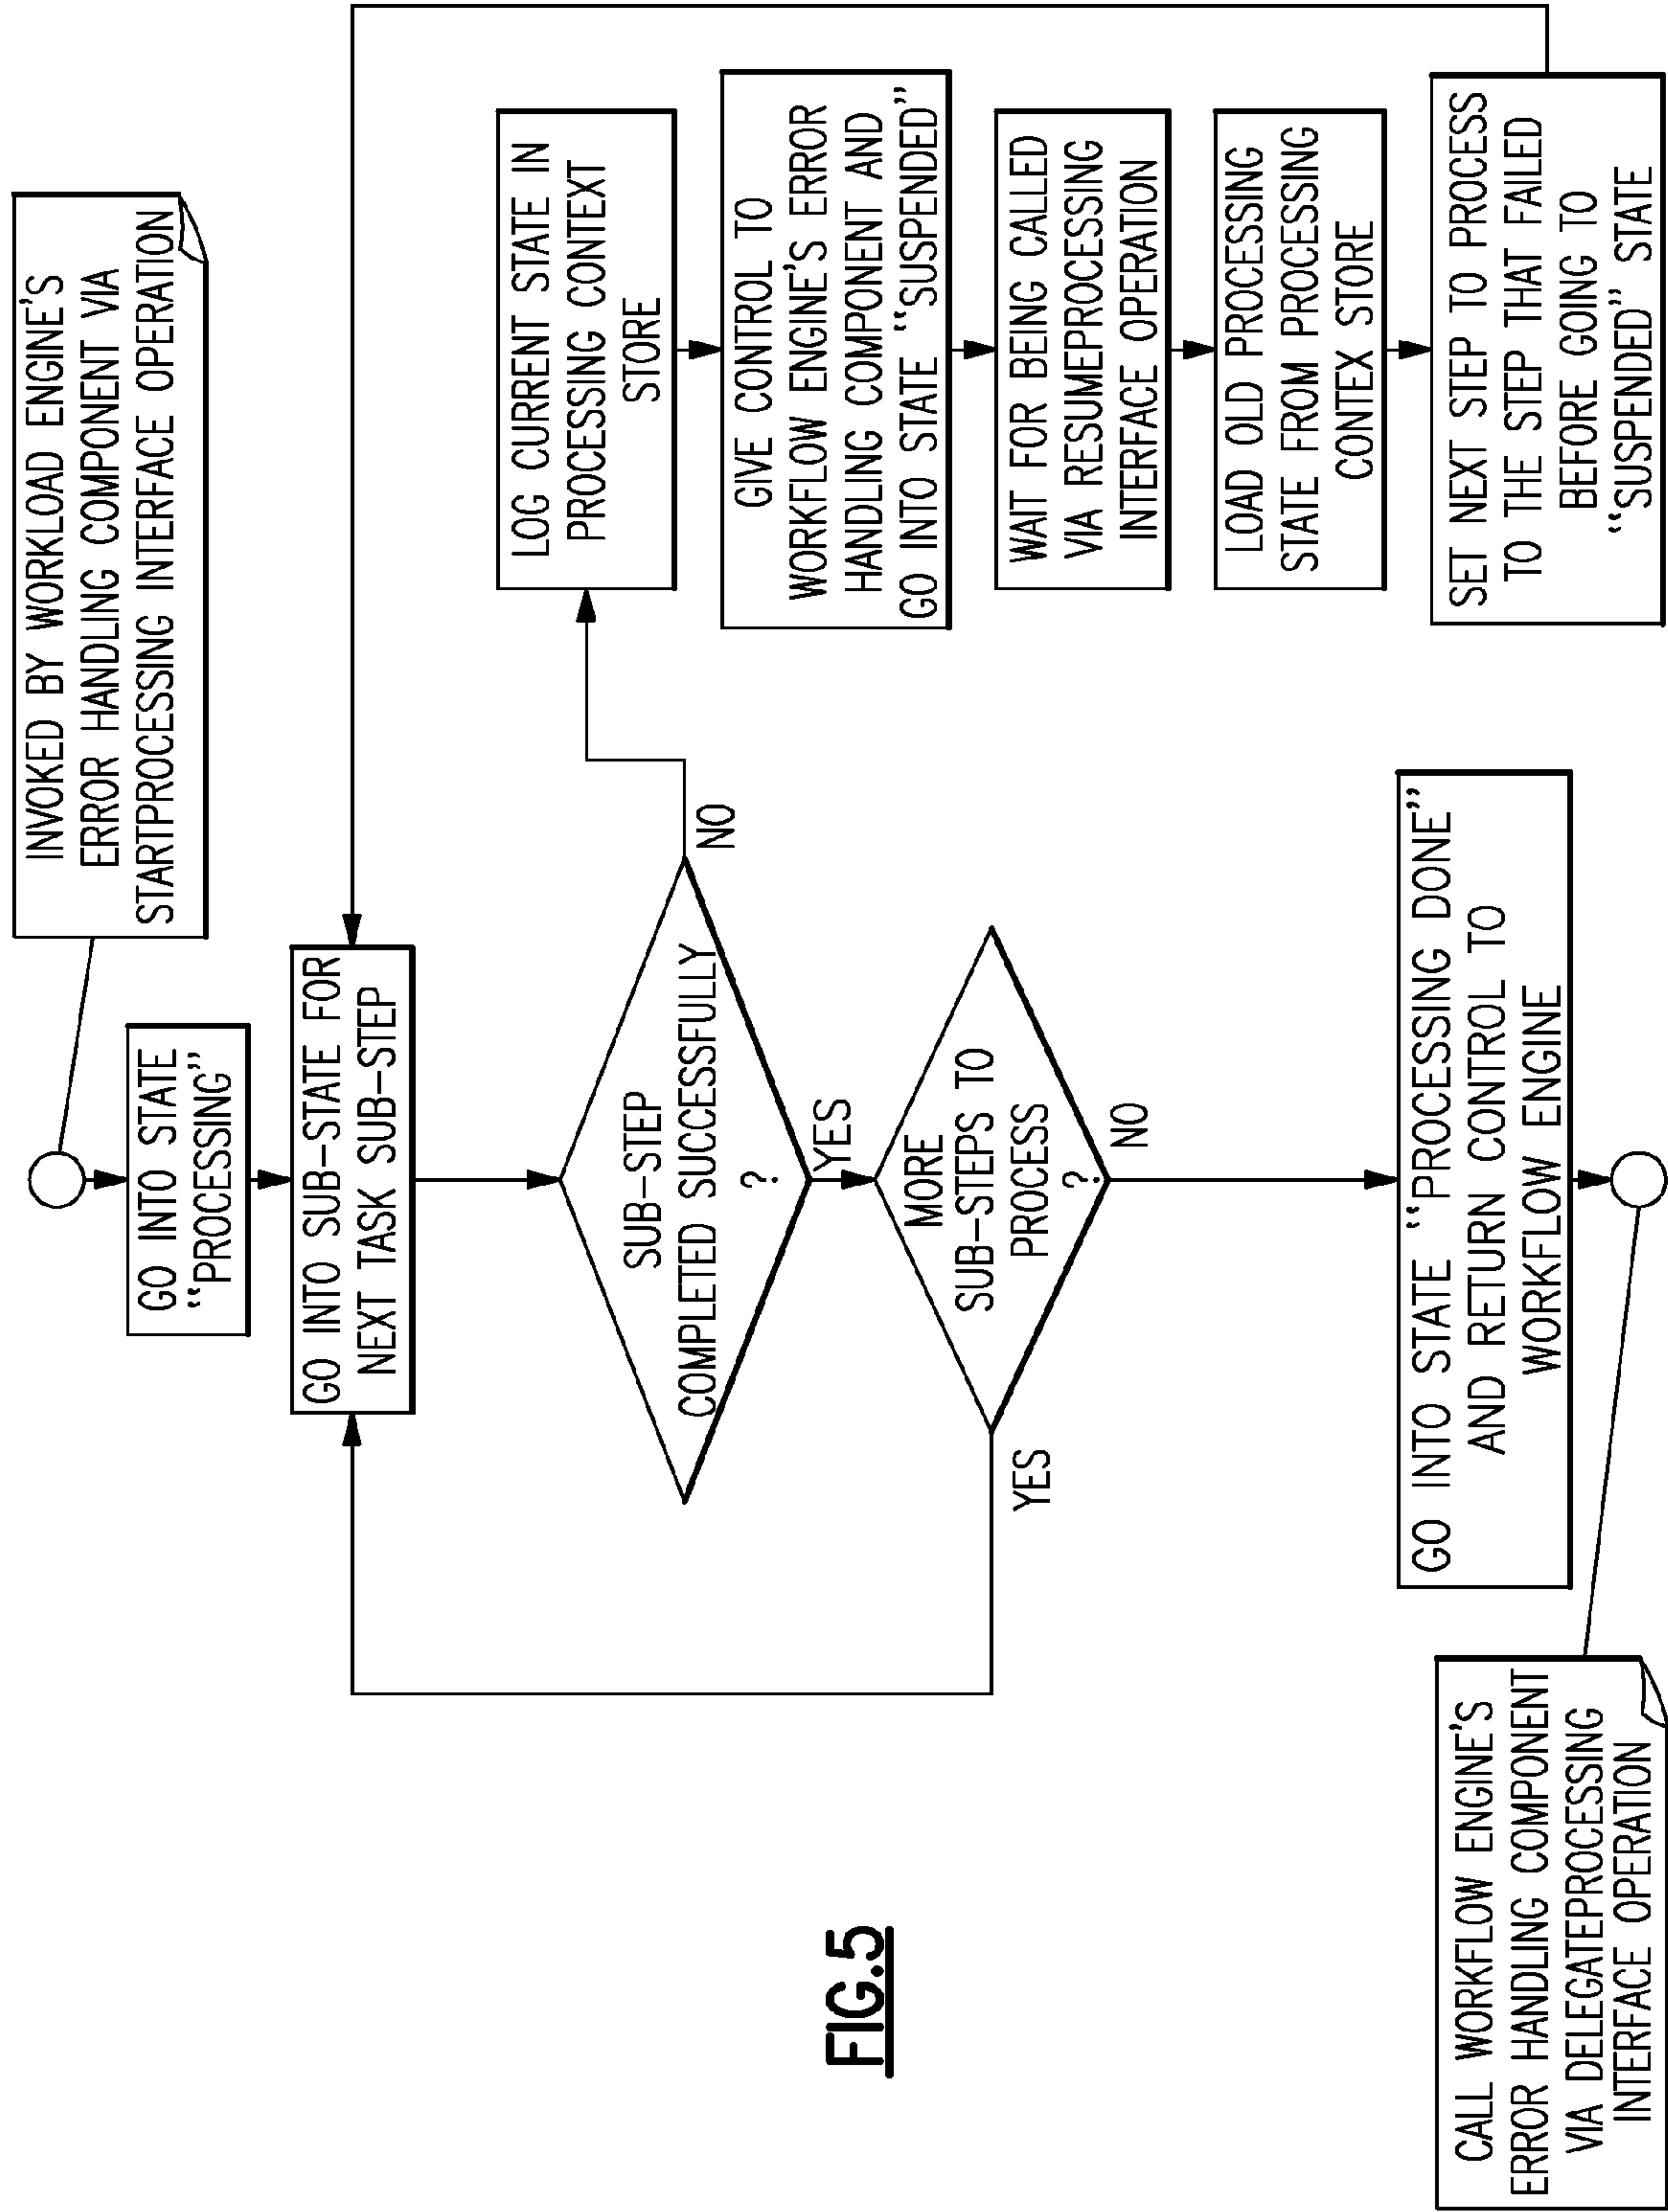 INVOKED BY WORKLOAD ENGINE'S
ERROR HANDLING COMPONENT VIA
STARTPROCESSING INTERFACE OPERATION
GO INTO STATE
"PROCESSING"
GO INTO SUB-STATE FOR
NEXT TASK SUB-STEP
SUB-STEP
COMPLETED SUCCESSFULLY
?
NO
YES
LOG CURRENT STATE IN
PROCESSING CONTEXT
STORE
GIVE CONTROL TO
WORKFLOW ENGINE'S ERROR
HANDLING COMPONENT AND
GO INTO STATE "SUSPENDED"
WAIT FOR BEING CALLED
VIA RESUMEPROCESSING
INTERFACE OPERATION
LOAD OLD PROCESSING
STATE FROM PROCESSING
CONTEX STORE
SET NEXT STEP TO PROCESS
TO THE STEP THAT FAILED
BEFORE GOING TO
"SUSPENDED" STATE
MORE
SUB-STEPS TO
PROCESS
?
YES
NO
GO INTO STATE "PROCESSING DONE"
AND RETURN CONTROL TO
WORKFLOW ENGINE
CALL WORKFLOW ENGINE'S
ERROR HANDLING COMPONENT
VIA DELEGATEPROCESSING
INTERFACE OPERATION
FIG.5